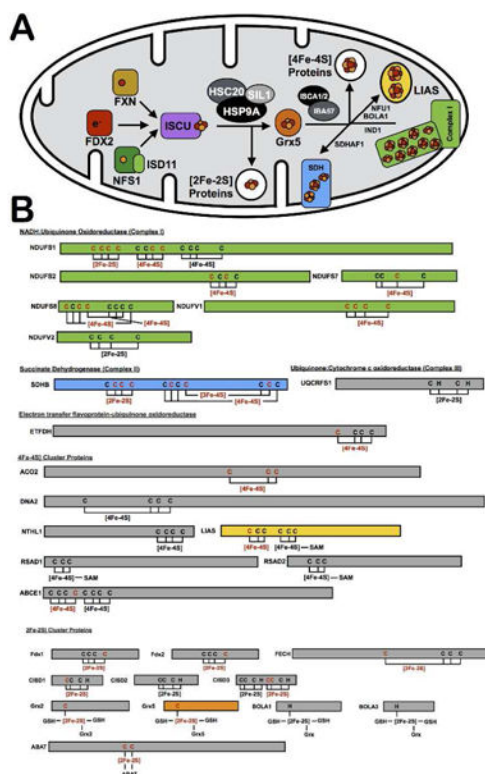 A
[4Fe-4S]
Proteins
HSC20
SIL1
HSP9A
FXN
FDX2
ISCU
NFS1
ISD11
Grx5
ISCA1/2
IBA57
LIAS
NFU1
BOLA1
IND1
SDHAF1
SDH
Complex I
[2Fe-2S]
Proteins
B
NADH:Ubiquinone Oxidoreductase (Complex I)
NDUFS1
C C C C C C C C C C C
[2Fe-2S] [4Fe-4S] [4Fe-4S]
NDUFS2 C C C C NDUFS7 C C C C
[4Fe-4S] [4Fe-4S]
NDUFS8 C C C C C C C C NDUFV1 C C C C
[4Fe-4S] [4Fe-4S] [4Fe-4S]
NDUFV2 C C C C
[2Fe-2S]
Succinate Dehydrogenase (Complex II) Ubiquinone:Cytochrome c oxidoreductase (Complex III)
SDHB UQCRFS1 C H C H
[2Fe-2S] [3Fe-4S] [4Fe-4S] [2Fe-2S]
Electron transfer flavoprotein-ubiquinone oxidoreductase
ETFDH C C C C
[4Fe-4S]
4Fe-4S] Cluster Proteins
ACO2 C C C
[4Fe-4S]
DNA2 C C C C
[4Fe-4S]
NTHL1 C C C C LIAS C C C C C C
[4Fe-4S] [4Fe-4S] [4Fe-4S] — SAM
RSAD1 C C C RSAD2 C C C
[4Fe-4S] — SAM [4Fe-4S] — SAM
ABCE1 C C C C C C C C
[4Fe-4S] [4Fe-4S]
2Fe-2S] Cluster Proteins
Fdx1 C C C C Fdx2 C C C C FECH C C C C
[2Fe-2S] [2Fe-2S] [2Fe-2S]
CISD1 C C C H CISD2 C C C H CISD3 C C C H C C C H
[2Fe-2S] [2Fe-2S] [2Fe-2S] [2Fe-2S]
Grx2 C Grx5 C BOLA1 H BOLA3 H
GSH [2Fe-2S] GSH GSH [2Fe-2S] GSH GSH [2Fe-2S] GSH GSH [2Fe-2S] GSH
Grx2 Grx5 Grx Grx
ABAT C C
[2Fe-2S]
ABAT